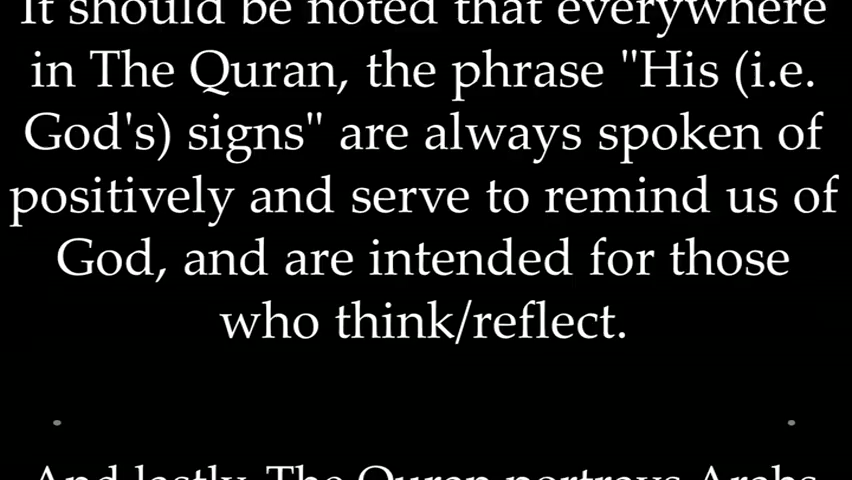 It should be noted that everywhere
in The Quran, the phrase "His (i.e.
God's) signs" are always spoken of
positively and serve to remind us of
God, and are intended for those
who think/reflect.
And lastly, The Quran portrays Arabs